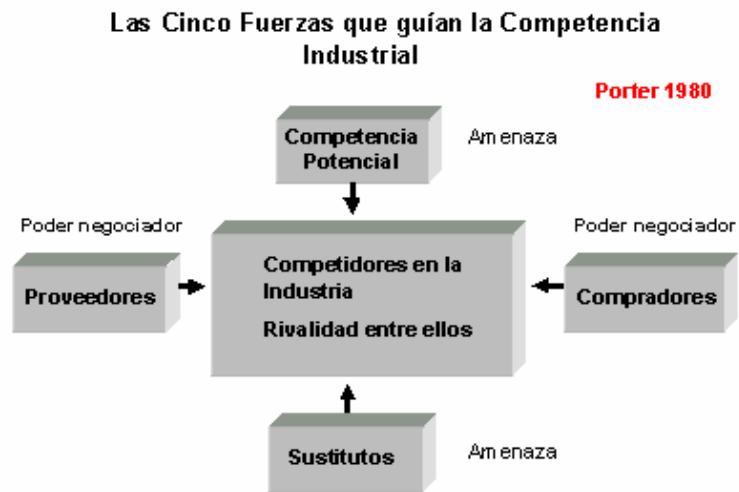 Las Cinco Fuerzas que guían la Competencia
Industrial
Porter 1980
Competencia
Potencial
Amenaza
Poder negociador
Poder negociador
Proveedores
Competidores en la
Industria
Rivalidad entre ellos
Compradores
Sustitutos
Amenaza